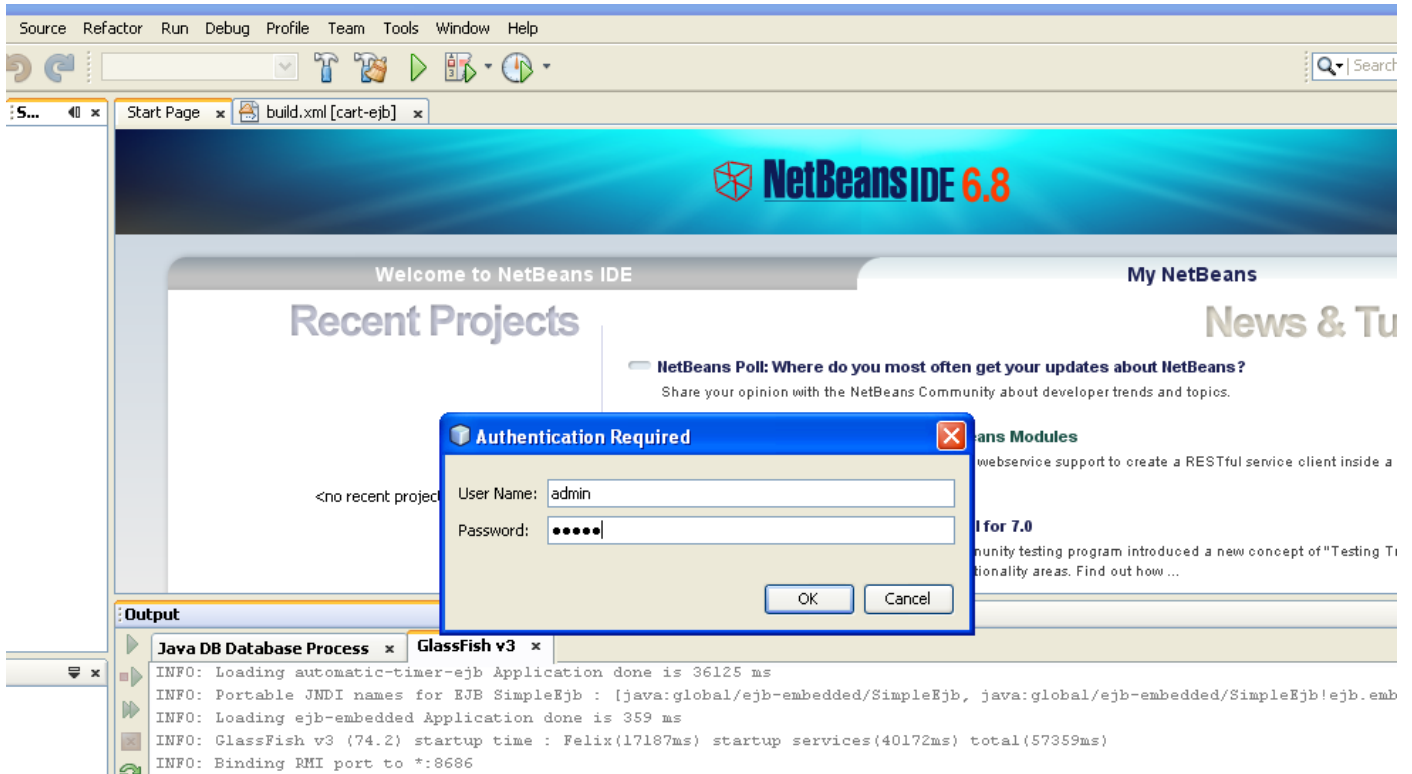 Source Refactor Run Debug Profile Team Tools Window Help
Search
S...
Start Page
build.xml [cart-ejb]
NetBeans IDE 6.8
Welcome to NetBeans IDE
My NetBeans
Recent Projects
News & Tu
NetBeans Poll: Where do you most often get your updates about NetBeans?
Share your opinion with the NetBeans Community about developer trends and topics.
Authentication Required
ans Modules
webservice support to create a RESTful service client inside a
User Name: admin
<no recent project
Password: •••••
l for 7.0
nunity testing program introduced a new concept of "Testing Tr
tionality areas. Find out how ...
OK Cancel
Output
Java DB Database Process
GlassFish v3
INFO: Loading automatic-timer-ejb Application done is 36125 ms
INFO: Portable JNDI names for EJB SimpleEjb : [java:global/ejb-embedded/SimpleEjb, java:global/ejb-embedded/SimpleEjb!ejb.emb
INFO: Loading ejb-embedded Application done is 359 ms
INFO: GlassFish v3 (74.2) startup time : Felix(17187ms) startup services(40172ms) total(57359ms)
INFO: Binding RMI port to *:8686